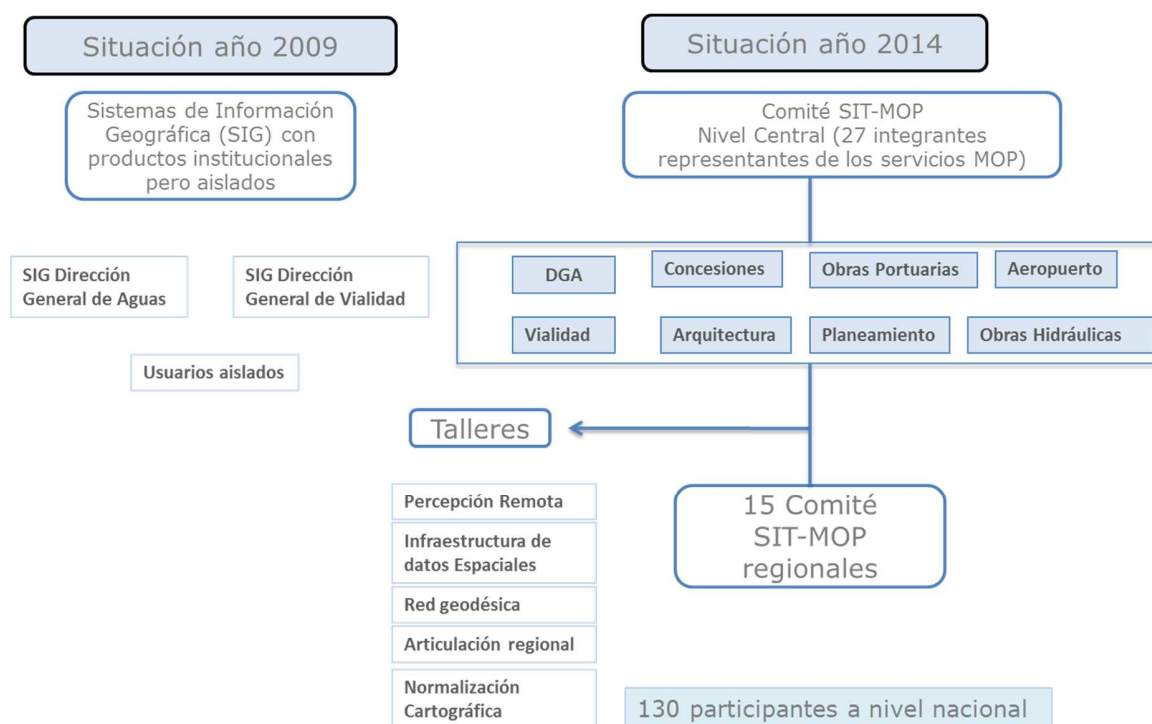 Situación año 2009
Sistemas de Información
Geográfica (SIG) con
productos institucionales
pero aislados
SIG Dirección
General de Aguas
SIG Dirección
General de Vialidad
Usuarios aislados
Situación año 2014
Comité SIT-MOP
Nivel Central (27 integrantes
representantes de los servicios MOP)
DGA
Concesiones
Obras Portuarias
Aeropuerto
Vialidad
Arquitectura
Planeamiento
Obras Hidráulicas
Talleres
Percepción Remota
Infraestructura de
datos Espaciales
Red geodésica
Articulación regional
Normalización
Cartográfica
15 Comité
SIT-MOP
regionales
130 participantes a nivel nacional